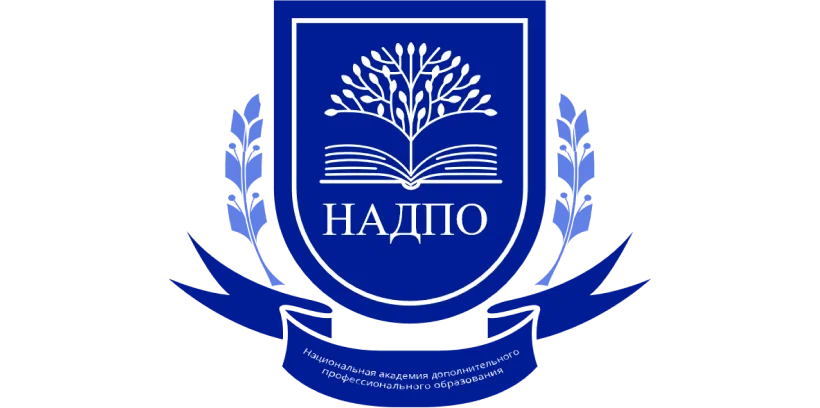 НАДПО
Национальная академия дополнительного
профессионального образования